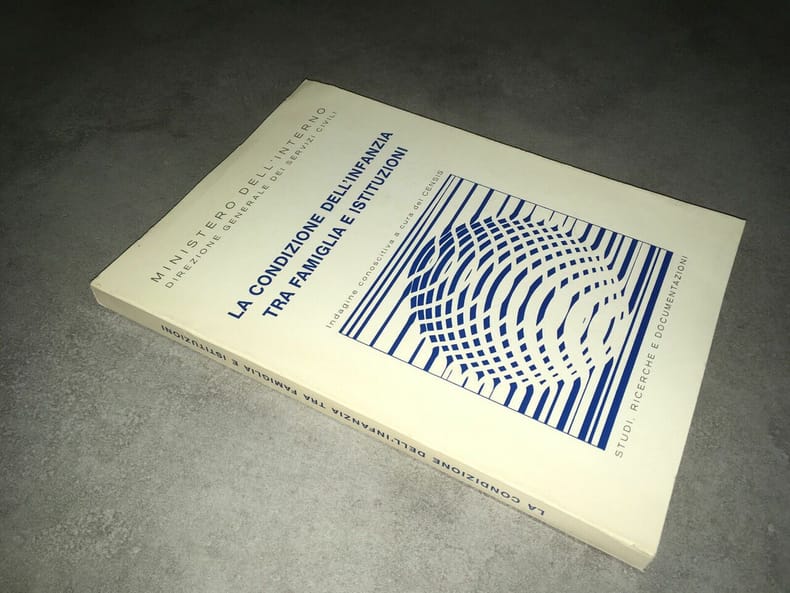 MINISTERO DELL'INTERNO
DIREZIONE GENERALE DEI SERVIZI CIVILI
LA CONDIZIONE DELL'INFANZIA
TRA FAMIGLIA E ISTITUZIONI
Indagine conoscitiva a cura del CENSIS
STUDI, RICERCHE E DOCUMENTAZIONI
LA CONDIZIONE DELL'INFANZIA TRA FAMIGLIA E ISTITUZIONI